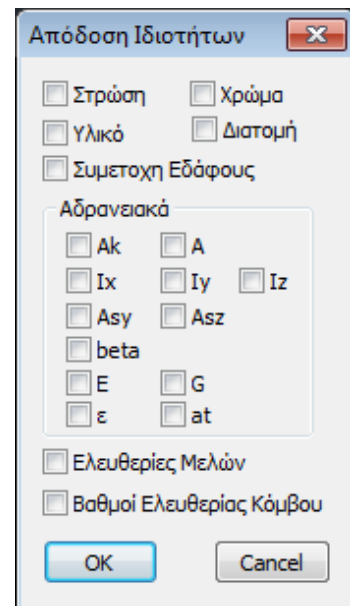 Απόδοση Ιδιοτήτων
Στρώση Χρώμα
Υλικό Διατομή
Συμετοχη Εδάφους
Αδρανειακά
Ak A
Ix Iy Iz
Asy Asz
beta
E G
ε at
Ελευθερίες Μελών
Βαθμοί Ελευθερίας Κόμβου
OK Cancel